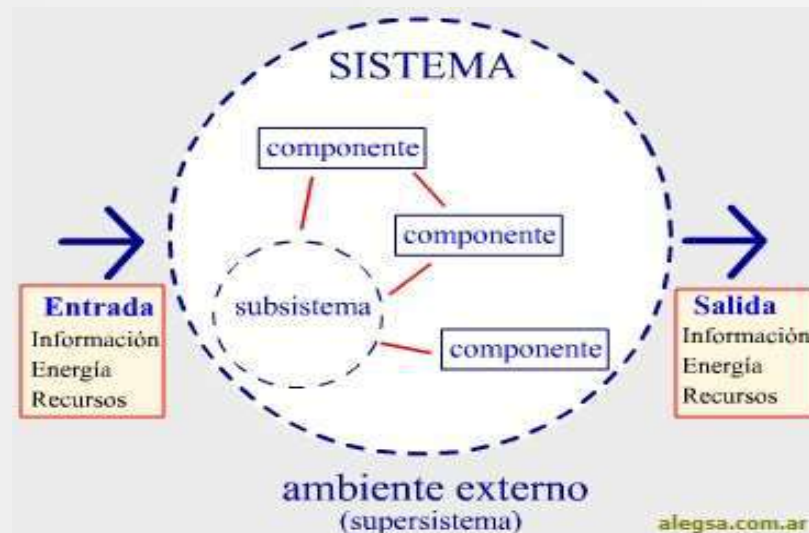 SISTEMA
componente
componente
subsistema
componente
Entrada
Información
Energía
Recursos
Salida
Información
Energía
Recursos
ambiente externo
(supersistema)
alegsa.com.ar